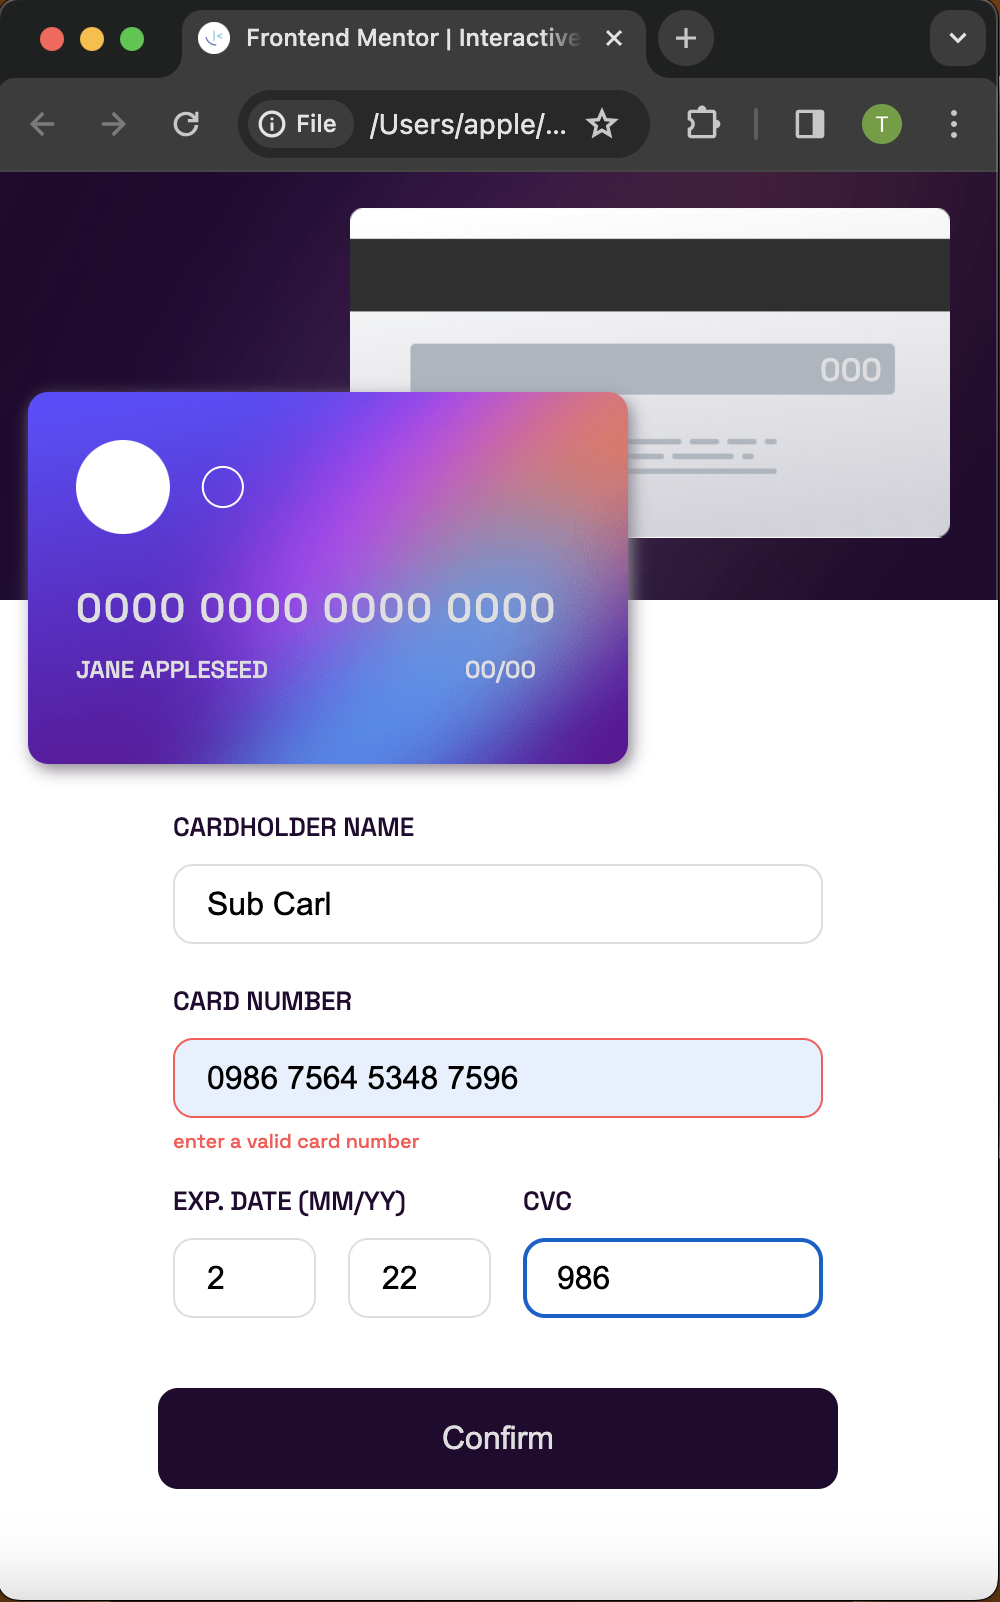 Frontend Mentor | Interactive
File /Users/apple/...
T
000
0000 0000 0000 0000
JANE APPLESEED 00/00
CARDHOLDER NAME
Sub Carl
CARD NUMBER
0986 7564 5348 7596
enter a valid card number
EXP. DATE (MM/YY) CVC
2 22 986
Confirm